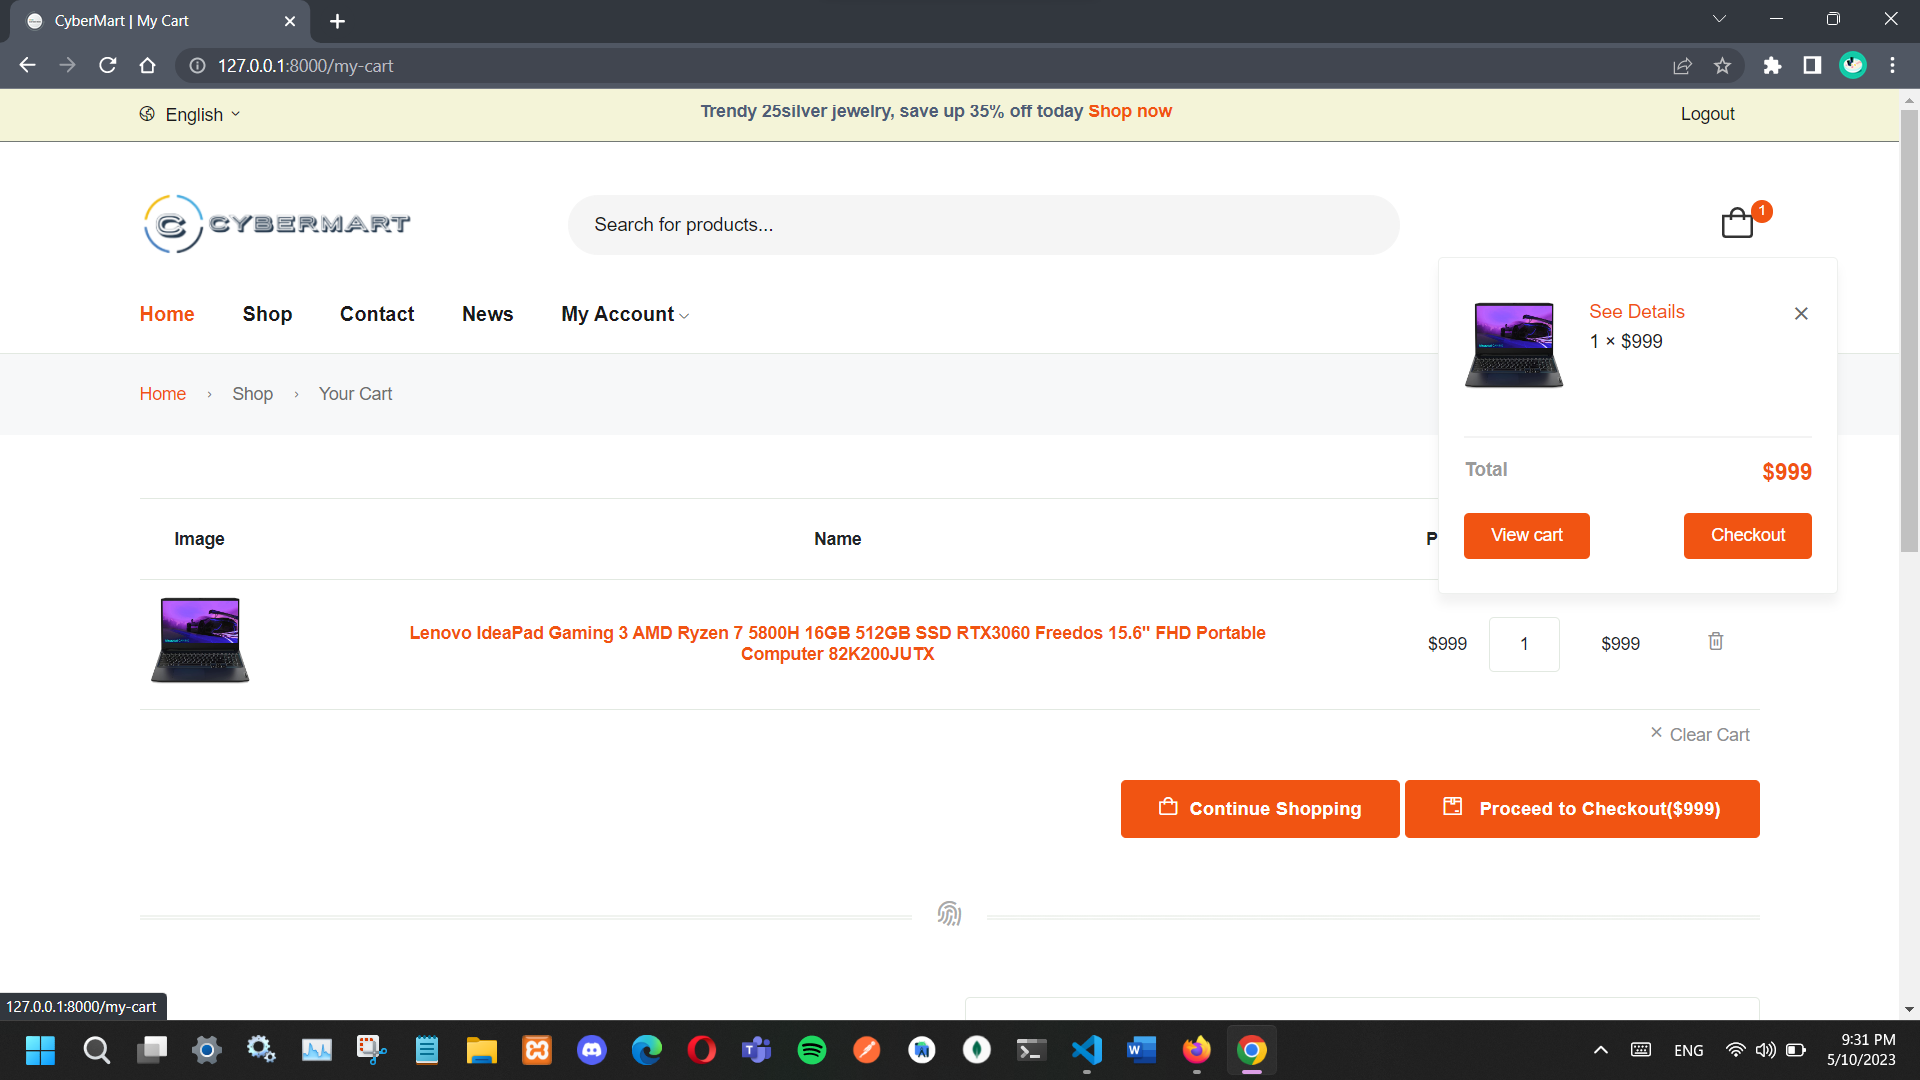 CyberMart | My Cart
127.0.0.1:8000/my-cart
English
Trendy 25silver jewelry, save up 35% off today Shop now
Logout
CYBERMART
Search for products...
1
Home
Shop
Contact
News
My Account
See Details
1 × $999
Home
Shop
Your Cart
Total
$999
View cart
Checkout
Image
Name
P
Lenovo IdeaPad Gaming 3 AMD Ryzen 7 5800H 16GB 512GB SSD RTX3060 Freedos 15.6" FHD Portable
Computer 82K200JUTX
$999
1
$999
Clear Cart
Continue Shopping
Proceed to Checkout($999)
127.0.0.1:8000/my-cart
ENG
9:31 PM
5/10/2023